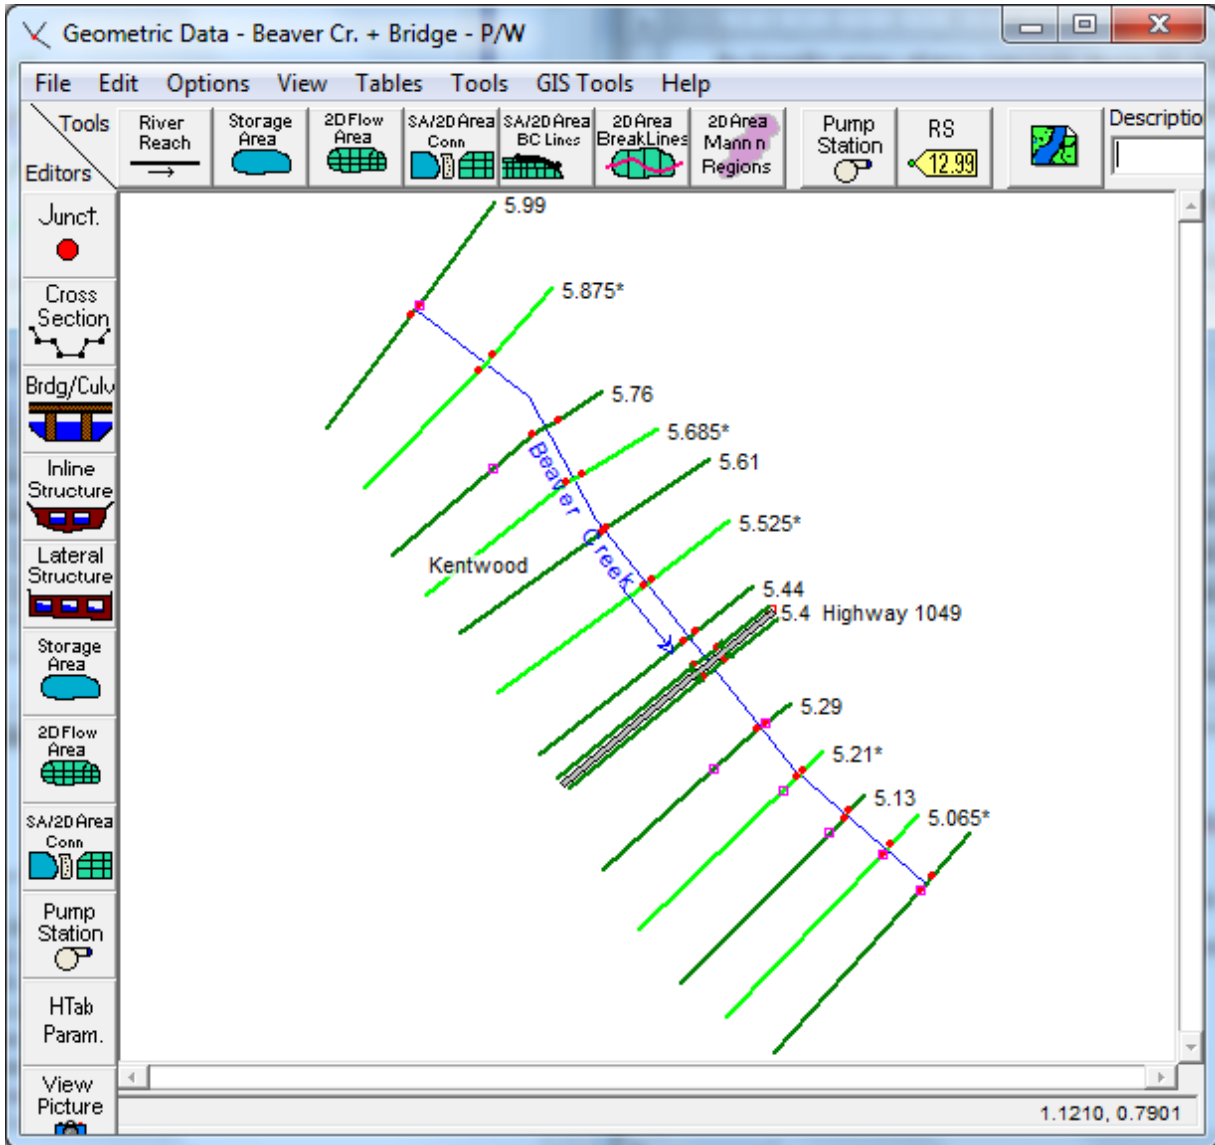 Geometric Data - Beaver Cr. + Bridge - P/W
File Edit Options View Tables Tools GIS Tools Help
Tools
Editors
River
Reach
Storage
Area
2D Flow
Area
SA/2D Area
Conn
SA/2D Area
BC Lines
2D Area
BreakLines
2D Area
Mann n
Regions
Pump
Station
RS
12.99
Descriptio
Junct.
Cross
Section
Brdg/Culv
Inline
Structure
Lateral
Structure
Storage
Area
2D Flow
Area
SA/2D Area
Conn
Pump
Station
HTab
Param.
View
Picture
5.99
5.875*
5.76
5.685*
5.61
5.525*
Beaver Creek
Kentwood
5.44
5.4 Highway 1049
5.29
5.21*
5.13
5.065*
1.1210, 0.7901